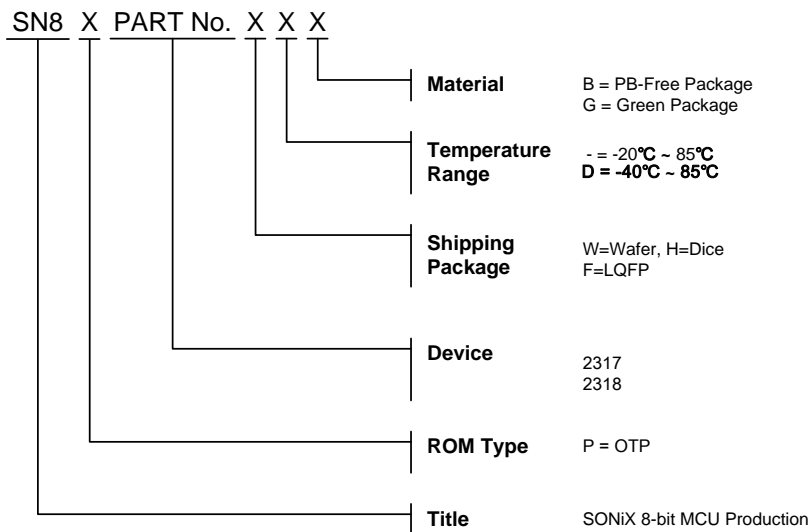 SN8 X PART No. X X X
Material
B = PB-Free Package
G = Green Package
Temperature
Range
- = -20℃ ~ 85℃
D = -40℃ ~ 85℃
Shipping
Package
W=Wafer, H=Dice
F=LQFP
Device
2317
2318
ROM Type
P = OTP
Title
SONiX 8-bit MCU Production